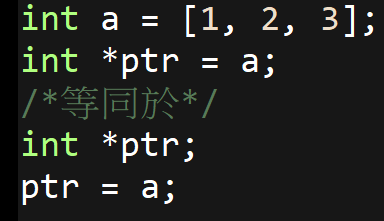 int a = [1, 2, 3];
int *ptr = a;
/*等同於*/
int *ptr;
ptr = a;